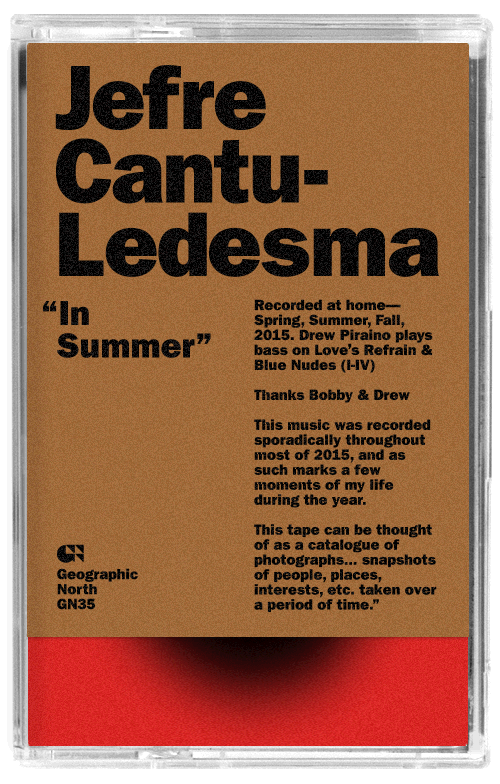 Jefre
Cantu-
Ledesma
“In
Summer”
Recorded at home—
Spring, Summer, Fall,
2015. Drew Piraino plays
bass on Love’s Refrain &
Blue Nudes (I-IV)
Thanks Bobby & Drew
This music was recorded
sporadically throughout
most of 2015, and as
such marks a few
moments of my life
during the year.
This tape can be thought
of as a catalogue of
photographs... snapshots
of people, places,
interests, etc. taken over
a period of time.”
Geographic
North
GN35